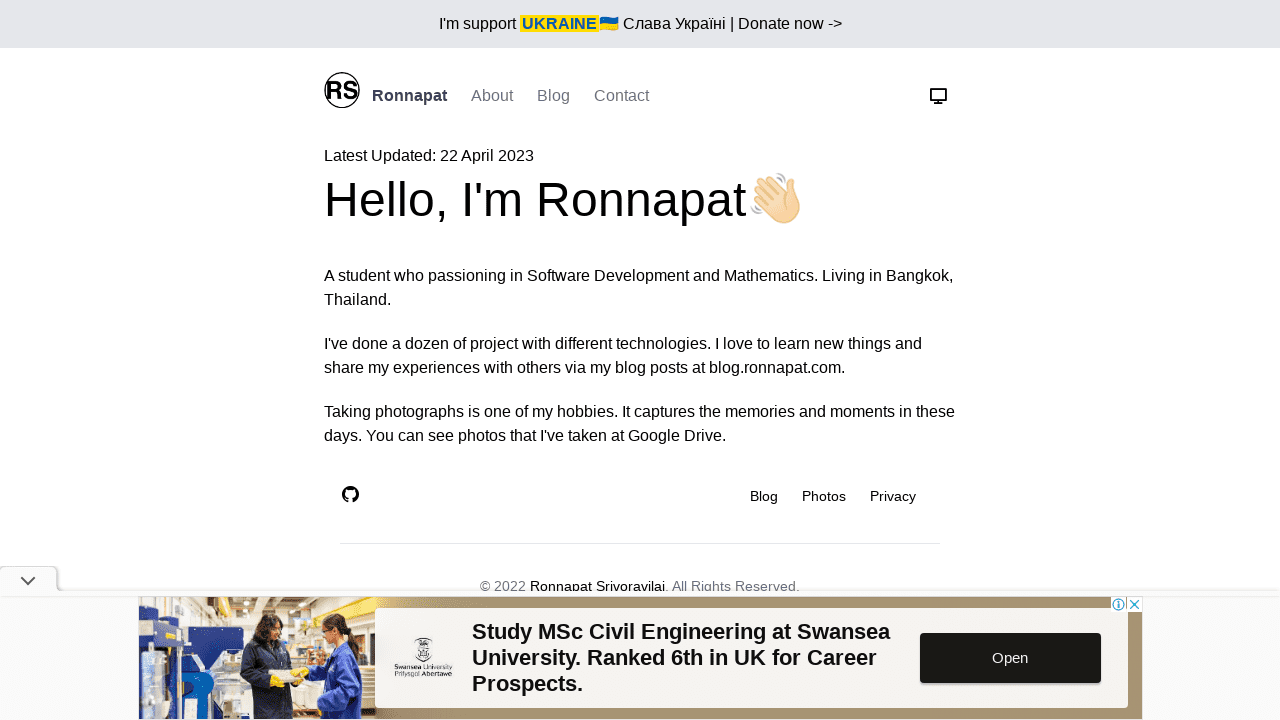 I'm support UKRAINE🇺🇦 Слава Україні | Donate now ->
RS
Ronnapat About Blog Contact
Latest Updated: 22 April 2023
Hello, I'm Ronnapat👋🏻
A student who passioning in Software Development and Mathematics. Living in Bangkok,
Thailand.
I've done a dozen of project with different technologies. I love to learn new things and
share my experiences with others via my blog posts at blog.ronnapat.com.
Taking photographs is one of my hobbies. It captures the memories and moments in these
days. You can see photos that I've taken at Google Drive.
Blog Photos Privacy
© 2022 Ronnapat Srivoravilai. All Rights Reserved.
Swansea University
Prifysgol Abertawe
Study MSc Civil Engineering at Swansea
University. Ranked 6th in UK for Career
Prospects.
Open